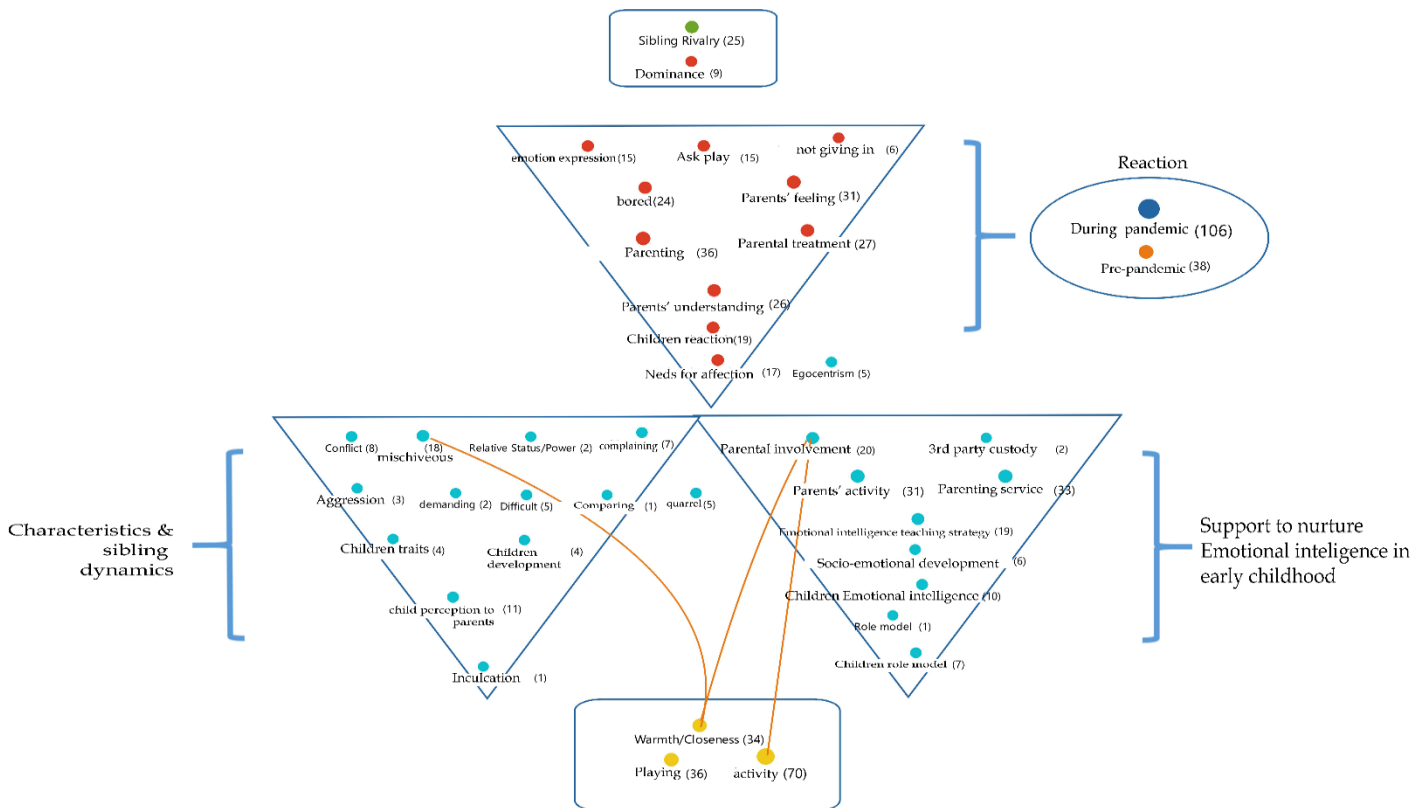 Sibling Rivalry (25)
Dominance (9)
emotion expression (15)
Ask play (15)
not giving in (6)
bored (24)
Parents' feeling (31)
Parenting (36)
Parental treatment (27)
Parents' understanding (26)
Children reaction (19)
Neds for affection (17)
Egocentrism (5)
Reaction
During pandemic (106)
Pre-pandemic (38)
Characteristics &
sibling
dynamics
Conflict (8)
(18)
mischiveous
Relative Status/Power (2)
complaining (7)
Aggression (3)
demanding (2)
Difficult (5)
Comparing (1)
quarrel (5)
Children traits (4)
Children (4)
development
child perception to (11)
parents
Inculcation (1)
Parental involvement (20)
3rd party custody (2)
Parents' activity (31)
Parenting service (33)
Emotional intelligence teaching strategy (19)
Socio-emotional development (6)
Children Emotional intelligence (10)
Role model (1)
Children role model (7)
Support to nurture
Emotional inteligence in
early childhood
Warmth/Closeness (34)
Playing (36)
activity (70)